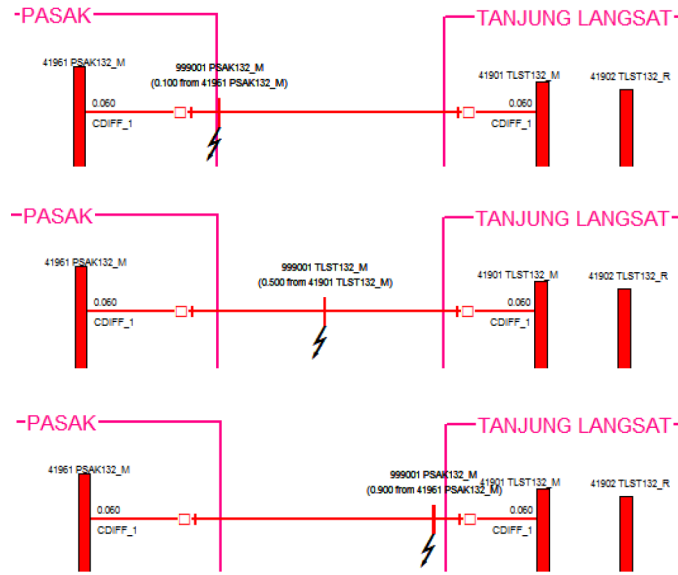 PASAK
TANJUNG LANGSAT
41961 PSAK132_M
999001 PSAK132_M
(0.100 from 41961 PSAK132_M)
41901 TLST132_M
41902 TLST132_R
0.060
CDIFF_1
0.060
CDIFF_1
PASAK
TANJUNG LANGSAT
41961 PSAK132_M
999001 TLST132_M
(0.500 from 41901 TLST132_M)
41901 TLST132_M
41902 TLST132_R
0.060
CDIFF_1
0.060
CDIFF_1
PASAK
TANJUNG LANGSAT
41961 PSAK132_M
999001 PSAK132_M
(0.900 from 41961 PSAK132_M)
41901 TLST132_M
41902 TLST132_R
0.060
CDIFF_1
0.060
CDIFF_1